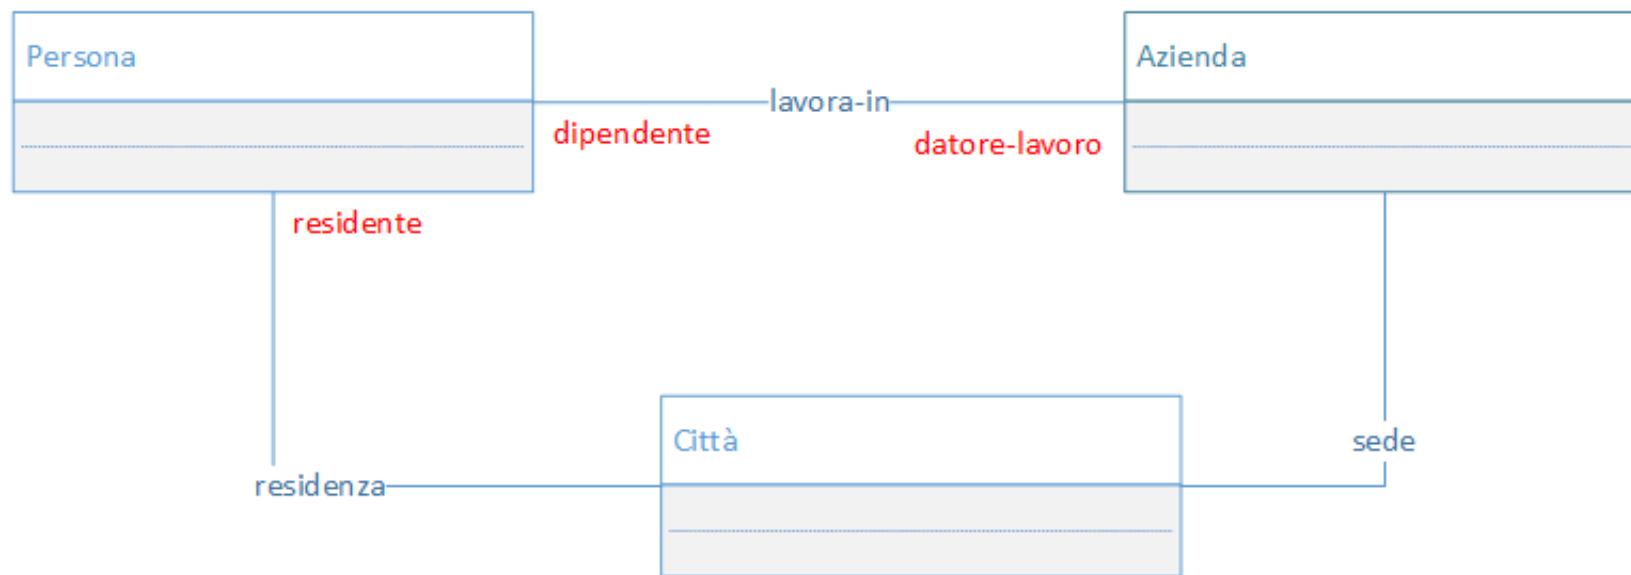 Persona
Azienda
lavora-in
dipendente
datore-lavoro
residente
Città
sede
residenza